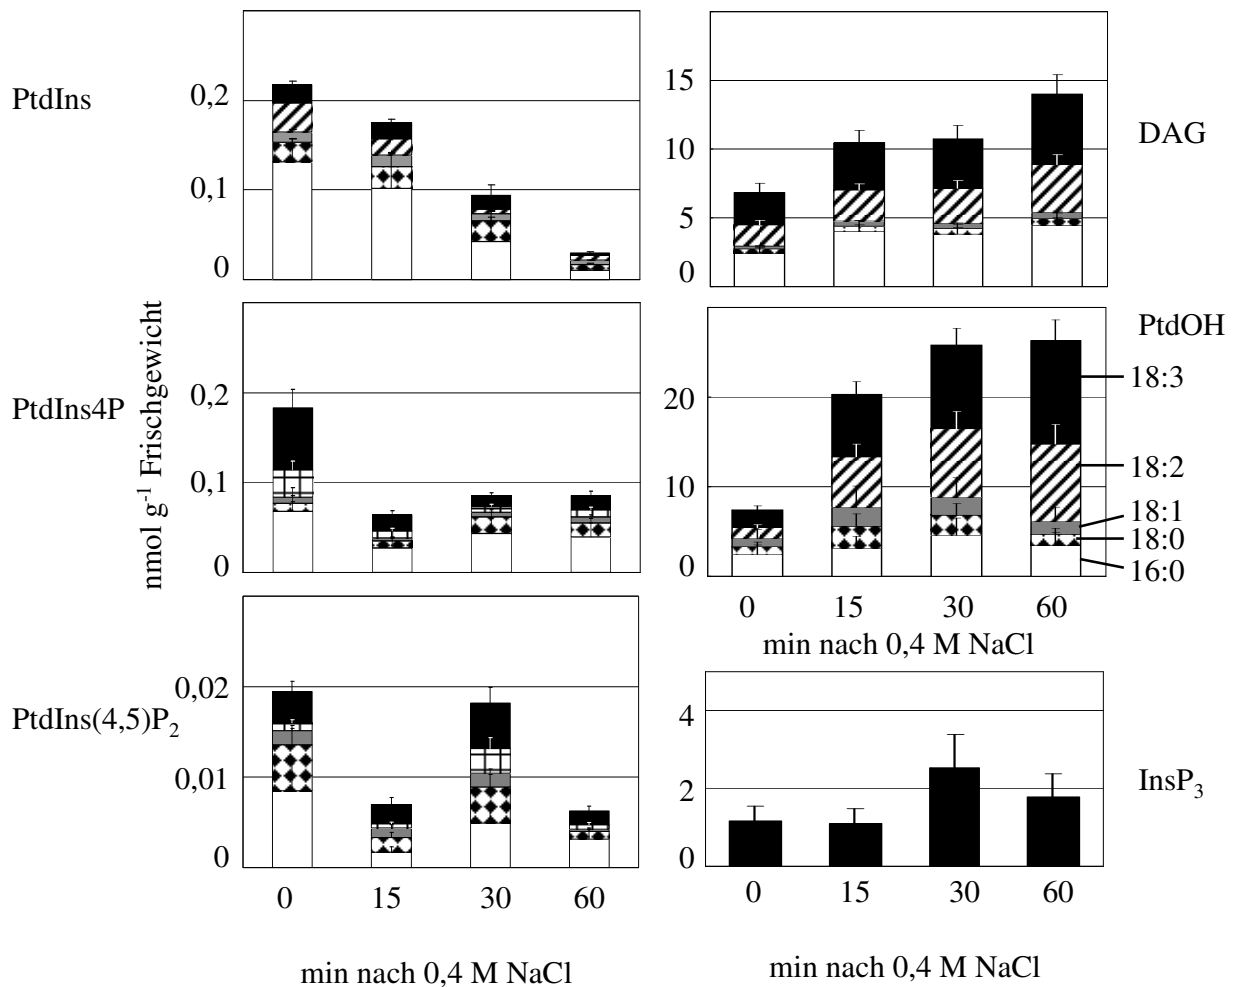 PtdIns
0,2
0,1
0
15
10
5
0
DAG
nmol g-1 Frischgewicht
PtdIns4P
0,2
0,1
0
20
10
0
PtdOH
18:3
18:2
18:1
18:0
16:0
0 15 30 60
min nach 0,4 M NaCl
PtdIns(4,5)P2
0,02
0,01
0
0 15 30 60
min nach 0,4 M NaCl
4
2
0
InsP3
0 15 30 60
min nach 0,4 M NaCl